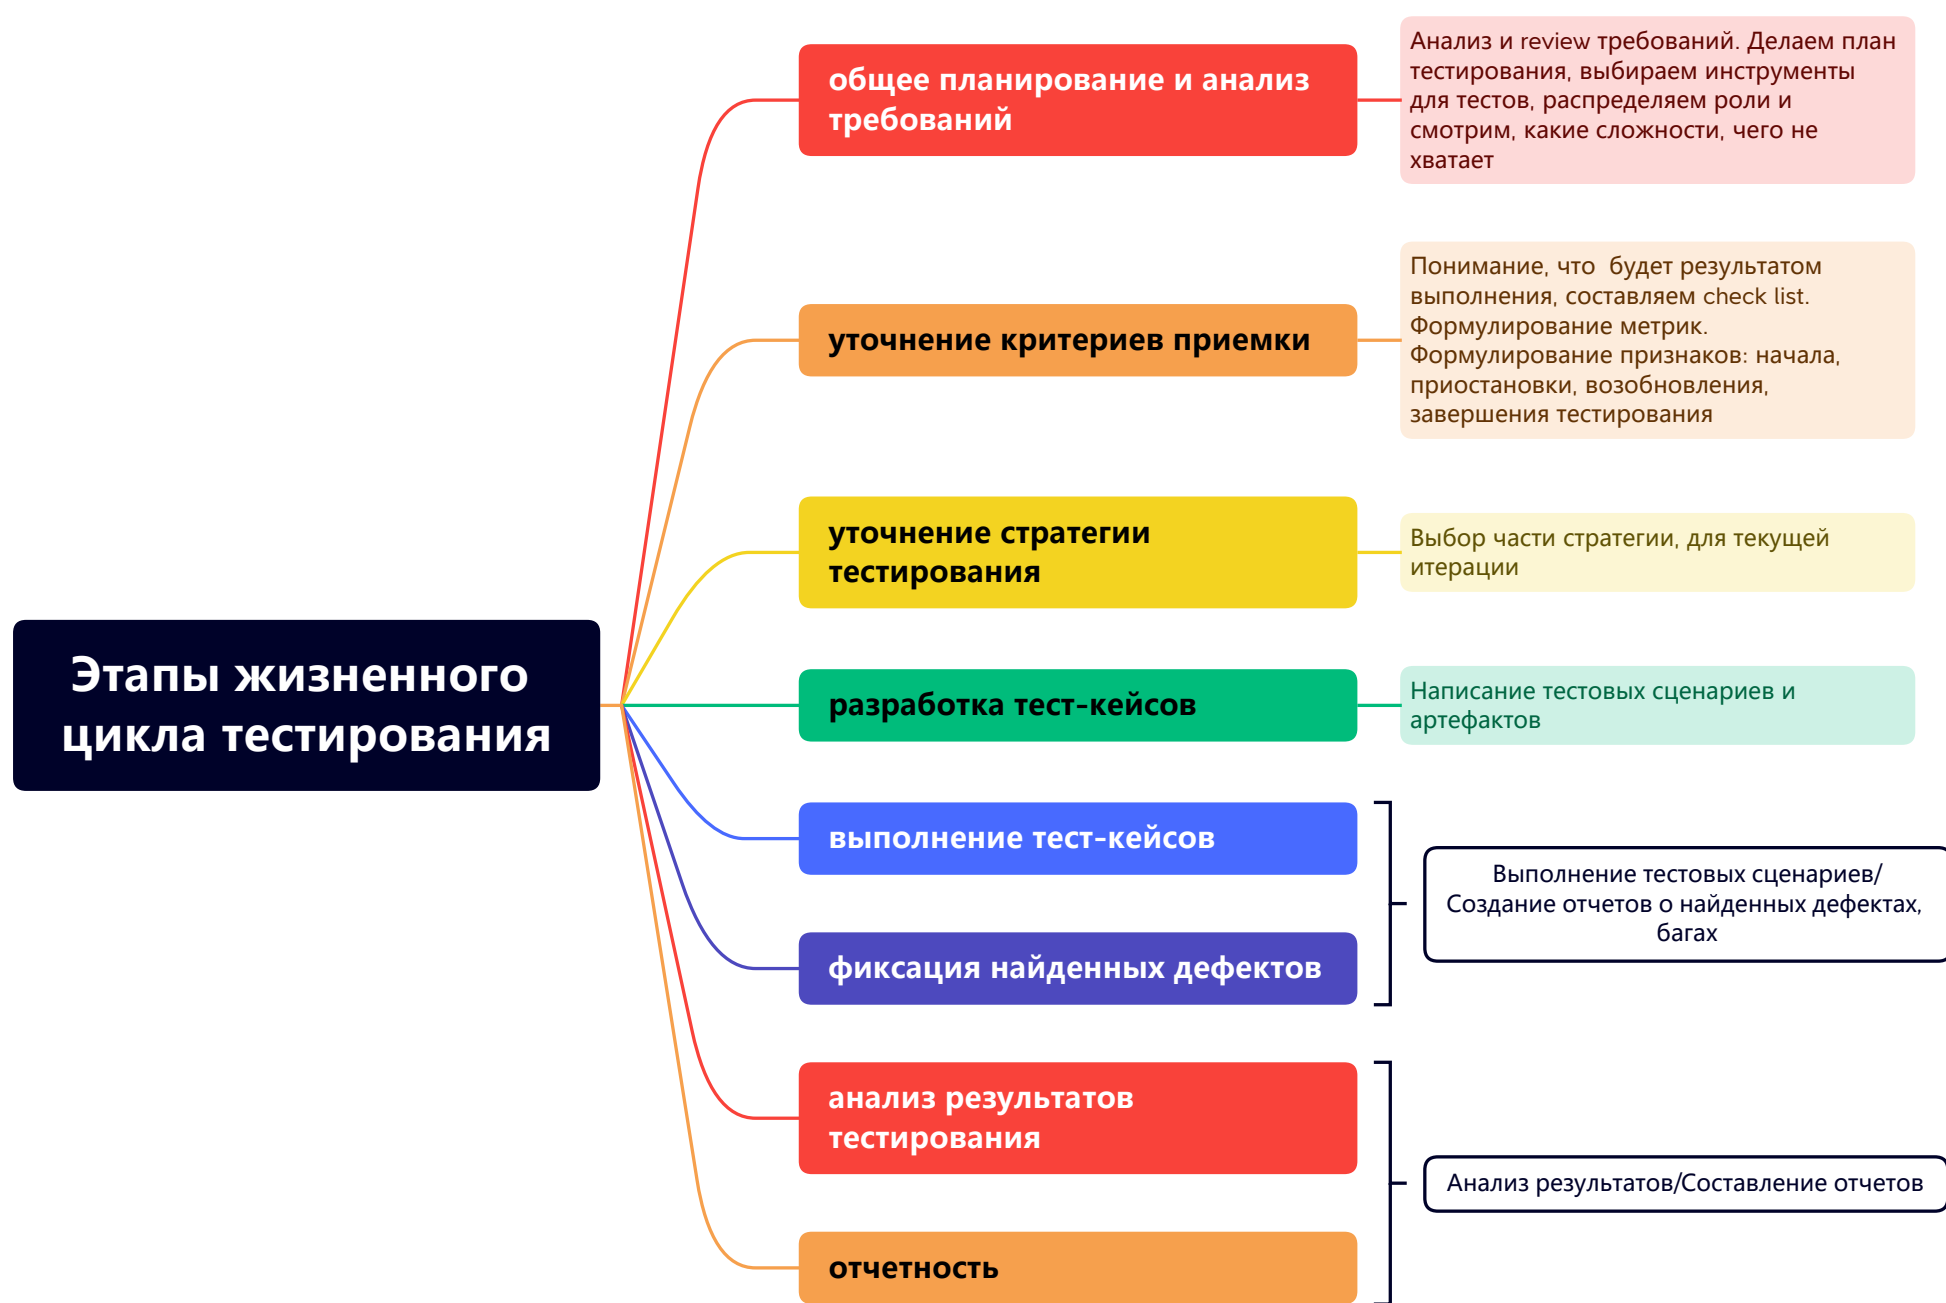 Этапы жизненного
цикла тестирования
общее планирование и анализ
требований
Анализ и review требований. Делаем план
тестирования, выбираем инструменты
для тестов, распределяем роли и
смотрим, какие сложности, чего не
хватает
уточнение критериев приемки
Понимание, что  будет результатом
выполнения, составляем check list.
Формулирование метрик.
Формулирование признаков: начала,
приостановки, возобновления,
завершения тестирования
уточнение стратегии
тестирования
Выбор части стратегии, для текущей
итерации
разработка тест-кейсов
Написание тестовых сценариев и
артефактов
выполнение тест-кейсов
фиксация найденных дефектов
Выполнение тестовых сценариев/
Создание отчетов о найденных дефектах,
багах
анализ результатов
тестирования
отчетность
Анализ результатов/Составление отчетов